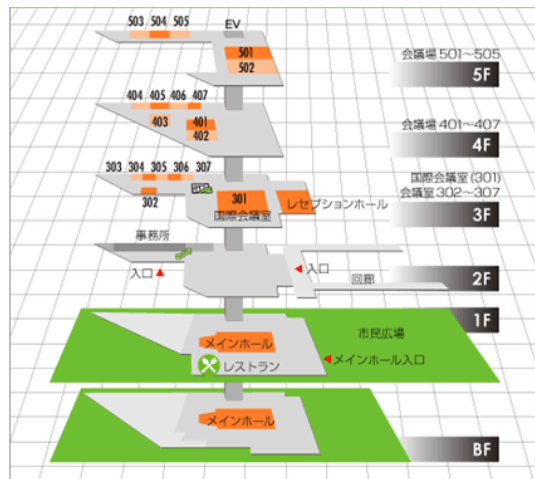 503 504 505
EV
501
502
会議場 501～505
5F
404 405 406 407
403
401
402
会議場 401～407
4F
303 304 305 306 307
302
301
国際会議室
レセプションホール
国際会議室(301)
会議室 302～307
3F
事務所
入口
入口
回廊
2F
1F
市民広場
メインホール
メインホール入口
レストラン
メインホール
BF